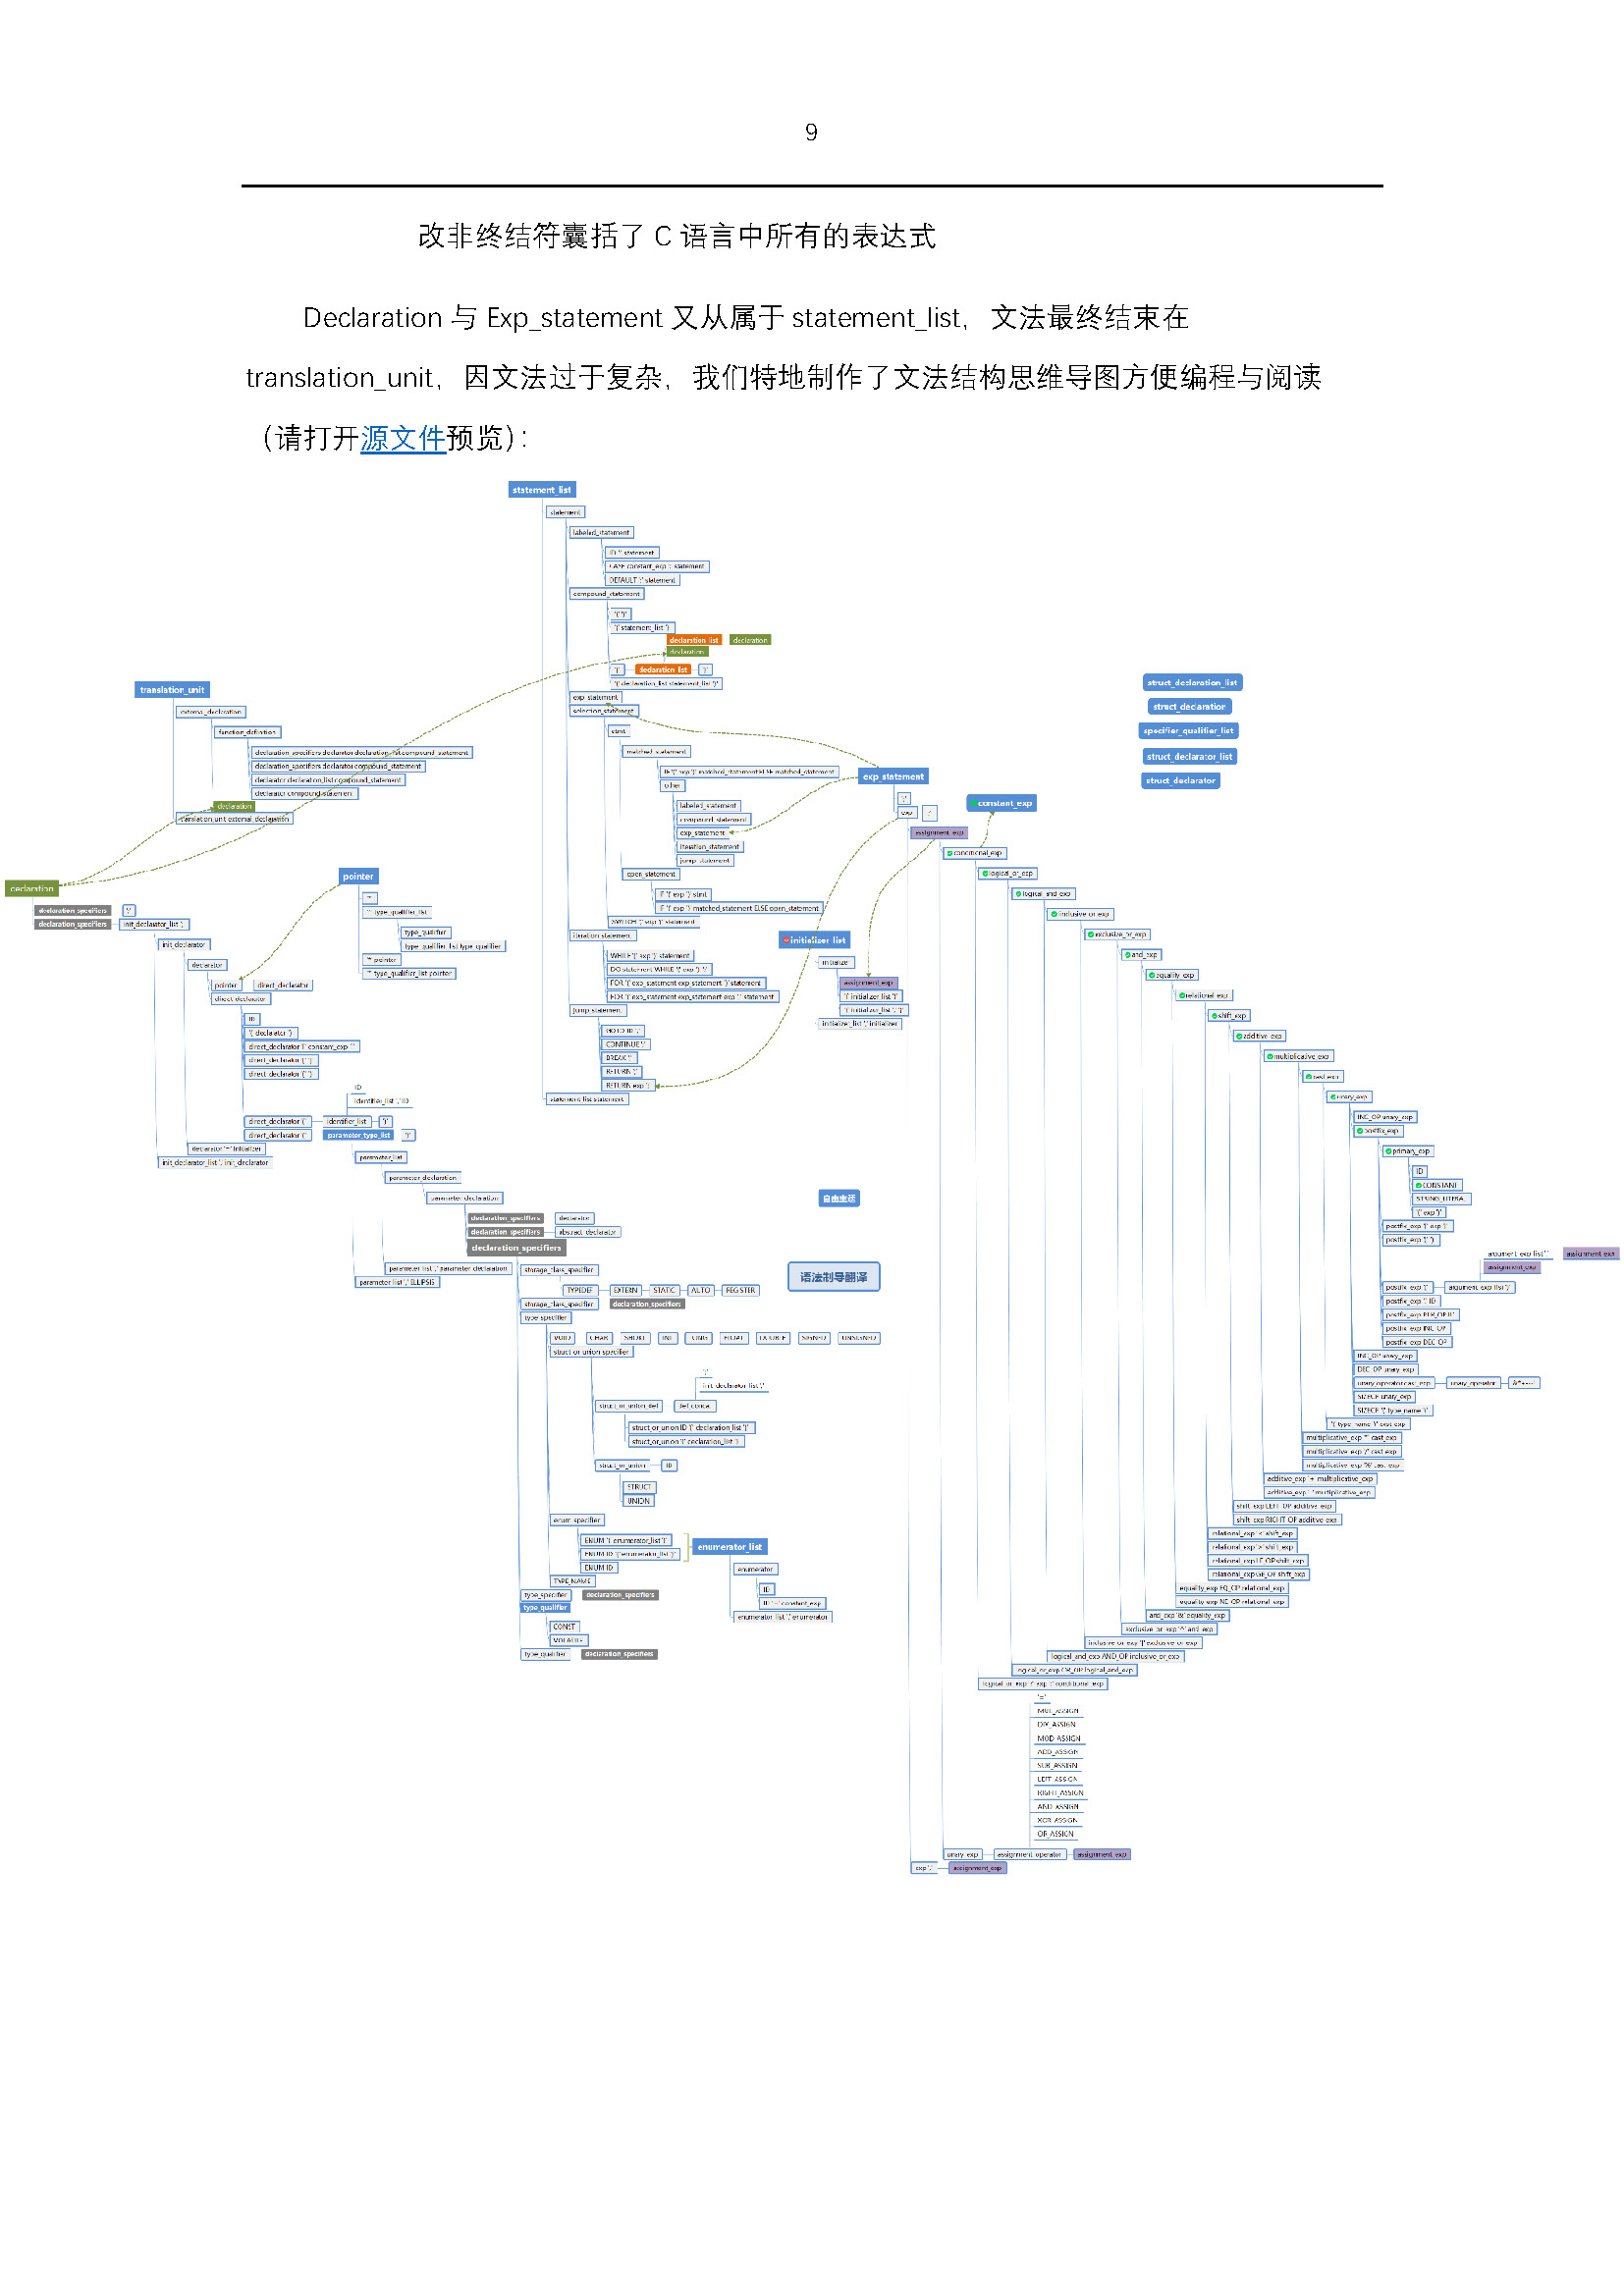 9
改非终结符囊括了 C 语言中所有的表达式
Declaration 与 Exp_statement 又从属于 statement_list，文法最终结束在
translation_unit，因文法过于复杂，我们特地制作了文法结构思维导图方便编程与阅读
（请打开源文件预览）：
statement_list
statement
labeled_statement
CASE constant_exp ':' statement
DEFAULT ':' statement
compound_statement
'{' statement_list '}'
declaration_list declaration
declaration
declaration_list
'{' declaration_list statement_list '}'
exp_statement
selection_statement
stmt
matched_statement
IF '(' exp ')' matched_statement ELSE matched_statement
other
labeled_statement
compound_statement
exp_statement
iteration_statement
jump_statement
open_statement
IF '(' exp ')' stmt
IF '(' exp ')' matched_statement ELSE open_statement
SWITCH '(' exp ')' statement
iteration_statement
WHILE '(' exp ')' statement
DO statement WHILE '(' exp ')' ';'
FOR '(' exp_statement exp_statement ')' statement
FOR '(' exp_statement exp_statement exp ')' statement
jump_statement
GOTO ID ';'
CONTINUE ';'
BREAK ';'
RETURN ';'
RETURN exp ';'
statement_list statement
translation_unit
external_declaration
function_definition
declaration_specifiers declarator declaration_list compound_statement
declaration_specifiers declarator compound_statement
declarator declaration_list compound_statement
declarator compound_statement
declaration
translation_unit external_declaration
declaration
declaration_specifiers ';'
declaration_specifiers init_declarator_list ';'
init_declarator
declarator
pointer direct_declarator
direct_declarator
ID
'(' declarator ')'
direct_declarator '[' constant_exp ']'
direct_declarator '[' ']'
direct_declarator '(' ')'
ID
identifier_list ',' ID
direct_declarator '(' identifier_list ')'
direct_declarator '(' parameter_type_list ')'
declarator '=' initializer
init_declarator_list ',' init_declarator
pointer
'*'
'*' type_qualifier_list
type_qualifier
type_qualifier_list type_qualifier
'*' pointer
'*' type_qualifier_list pointer
parameter_list
parameter_declaration
parameter_declaration
declaration_specifiers declarator
declaration_specifiers abstract_declarator
declaration_specifiers
parameter_list ',' parameter_declaration
parameter_list ',' ELLIPSIS
storage_class_specifier
TYPEDEF EXTERN STATIC AUTO REGISTER
storage_class_specifier declaration_specifiers
type_specifier
VOID CHAR SHORT INT LONG FLOAT DOUBLE SIGNED UNSIGNED
struct_or_union_specifier
init_declarator_list ';'
struct_or_union_def def_conca;
struct_or_union ID '{' declaration_list '}'
struct_or_union '{' declaration_list '}'
struct_or_union ID
STRUCT
UNION
enum_specifier
ENUM '{' enumerator_list '}'
ENUM ID '{' enumerator_list '}'
ENUM ID
TYPE_NAME
type_specifier declaration_specifiers
type_qualifier
CONST
VOLATILE
type_qualifier declaration_specifiers
enumerator_list
enumerator
ID
ID '=' constant_exp
enumerator_list ',' enumerator
struct_declaration_list
struct_declaration
specifier_qualifier_list
struct_declarator_list
struct_declarator
exp_statement
';'
exp ';'
constant_exp
initializer_list
initializer
assignment_exp
'{' initializer_list '}'
'{' initializer_list ',' '}'
initializer_list ',' initializer
自由主题
语法制导翻译
assignment_exp
conditional_exp
logical_or_exp
logical_and_exp
inclusive_or_exp
exclusive_or_exp
and_exp
equality_exp
relational_exp
shift_exp
additive_exp
multiplicative_exp
cast_exp
unary_exp
INC_OP unary_exp
postfix_exp
primary_exp
ID
CONSTANT
STRING_LITERAL
'(' exp ')'
postfix_exp '[' exp ']'
postfix_exp '(' ')'
argument_exp_list ',' assignment_exp
assignment_exp
postfix_exp '(' argument_exp_list ')'
postfix_exp '.' ID
postfix_exp PTR_OP ID
postfix_exp INC_OP
postfix_exp DEC_OP
INC_OP unary_exp
DEC_OP unary_exp
unary_operator cast_exp unary_operator
SIZEOF unary_exp
SIZEOF '(' type_name ')'
'(' type_name ')' cast_exp
multiplicative_exp '*' cast_exp
multiplicative_exp '/' cast_exp
multiplicative_exp '%' cast_exp
additive_exp '+' multiplicative_exp
additive_exp '-' multiplicative_exp
shift_exp LEFT_OP additive_exp
shift_exp RIGHT_OP additive_exp
relational_exp '<' shift_exp
relational_exp '>' shift_exp
relational_exp LE_OP shift_exp
relational_exp GE_OP shift_exp
equality_exp EQ_OP relational_exp
equality_exp NE_OP relational_exp
and_exp '&' equality_exp
exclusive_or_exp '^' and_exp
inclusive_or_exp '|' exclusive_or_exp
logical_and_exp AND_OP inclusive_or_exp
logical_or_exp OR_OP logical_and_exp
logical_or_exp '?' exp ':' conditional_exp
'='
MUL_ASSIGN
DIV_ASSIGN
MOD_ASSIGN
ADD_ASSIGN
SUB_ASSIGN
LEFT_ASSIGN
RIGHT_ASSIGN
AND_ASSIGN
XOR_ASSIGN
OR_ASSIGN
unary_exp assignment_operator assignment_exp
exp ',' assignment_exp